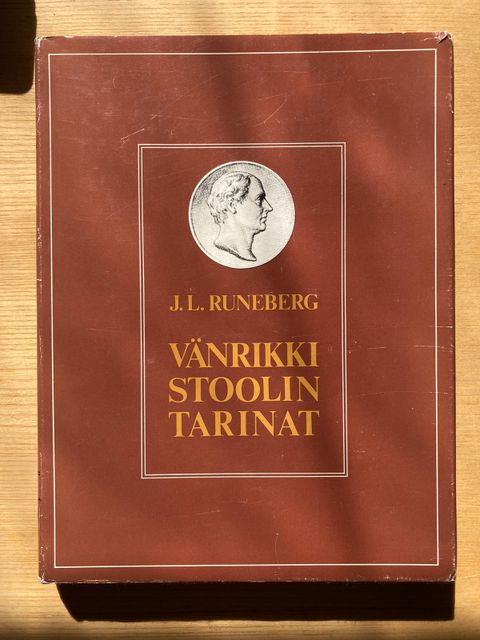 J. L. RUNEBERG
VÄNRIKKI
STOOLIN
TARINAT